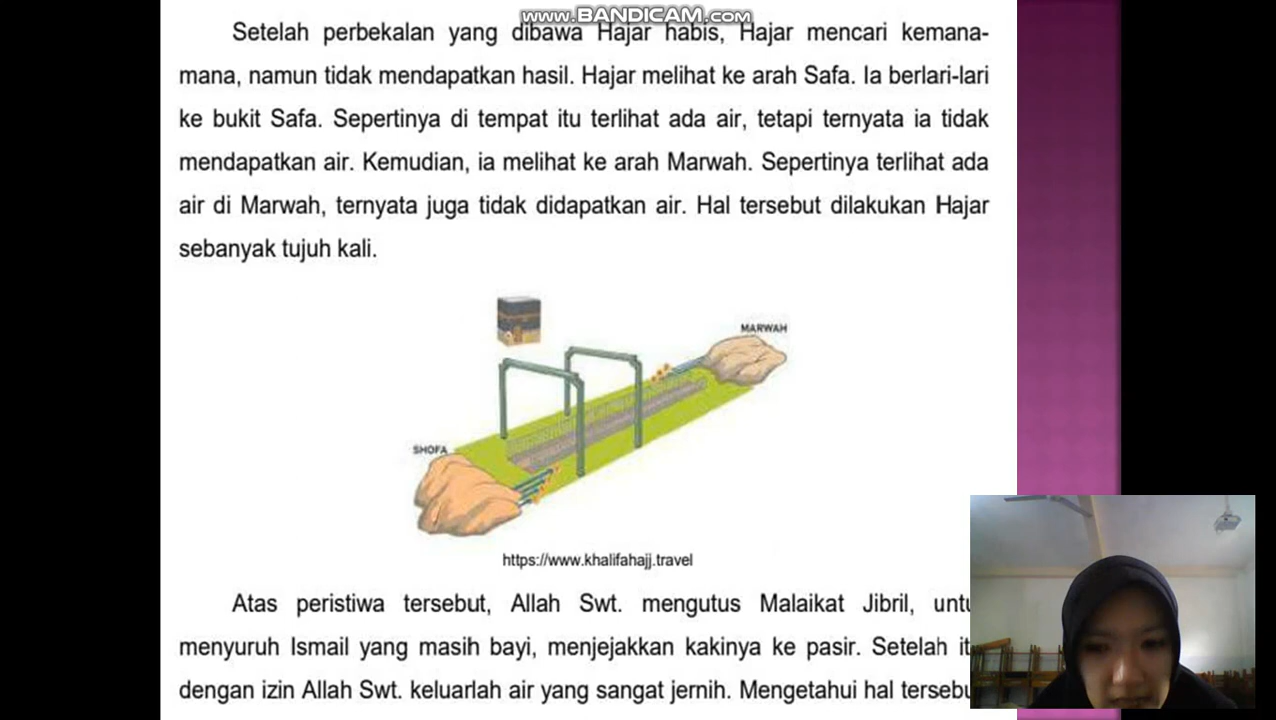 www.BANDICAM.com
Setelah perbekalan yang dibawa Hajar habis, Hajar mencari kemana-
mana, namun tidak mendapatkan hasil. Hajar melihat ke arah Safa. Ia berlari-lari
ke bukit Safa. Sepertinya di tempat itu terlihat ada air, tetapi ternyata ia tidak
mendapatkan air. Kemudian, ia melihat ke arah Marwah. Sepertinya terlihat ada
air di Marwah, ternyata juga tidak didapatkan air. Hal tersebut dilakukan Hajar
sebanyak tujuh kali.
MARWAH
SHOFA
https://www.khalifahajj.travel
Atas peristiwa tersebut, Allah Swt. mengutus Malaikat Jibril,
menyuruh Ismail yang masih bayi, menjejakkan kakinya ke pasir. Setelah
dengan izin Allah Swt. keluarlah air yang sangat jernih. Mengetahui hal